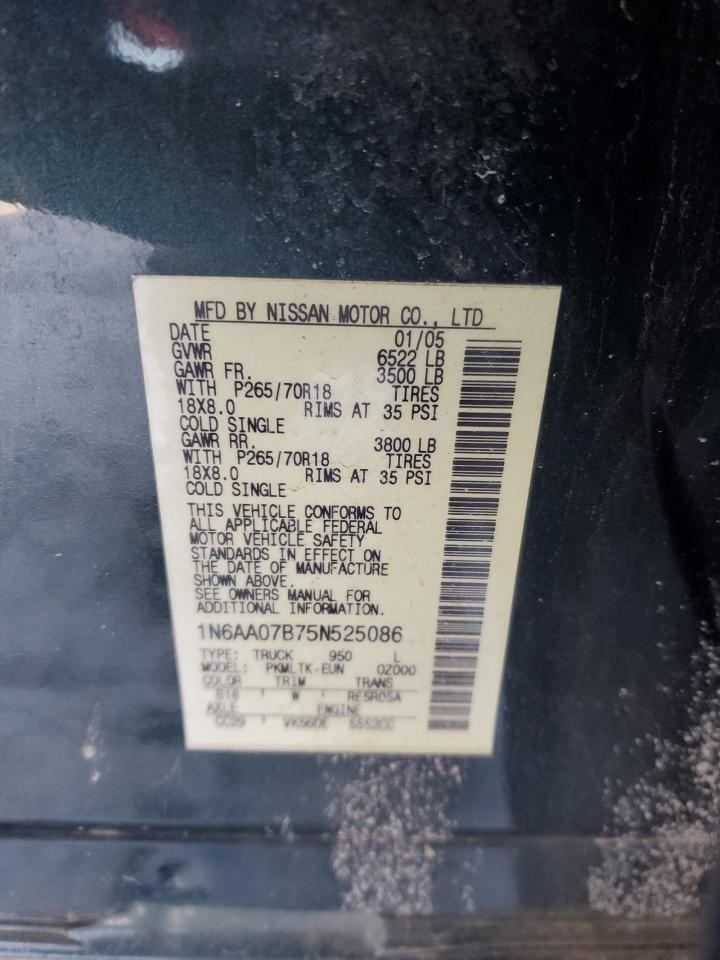 MFD BY NISSAN MOTOR CO., LTD
DATE 01/05
GVWR 6522 LB
GAWR FR. 3500 LB
WITH P265/70R18 TIRES
18X8.0 RIMS AT 35 PSI
COLD SINGLE
GAWR RR. 3800 LB
WITH P265/70R18 TIRES
18X8.0 RIMS AT 35 PSI
COLD SINGLE
THIS VEHICLE CONFORMS TO
ALL APPLICABLE FEDERAL
MOTOR VEHICLE SAFETY
STANDARDS IN EFFECT ON
THE DATE OF MANUFACTURE
SHOWN ABOVE.
SEE OWNERS MANUAL FOR
ADDITIONAL INFORMATION
1N6AA07B75N525086
TYPE: TRUCK 950 L
MODEL: PKMLTK-EUN 0Z000
COLOR TRIM TRANS
B18 W RE5R05A
AXLE ENGINE
CC29 VK56DE 5552CC